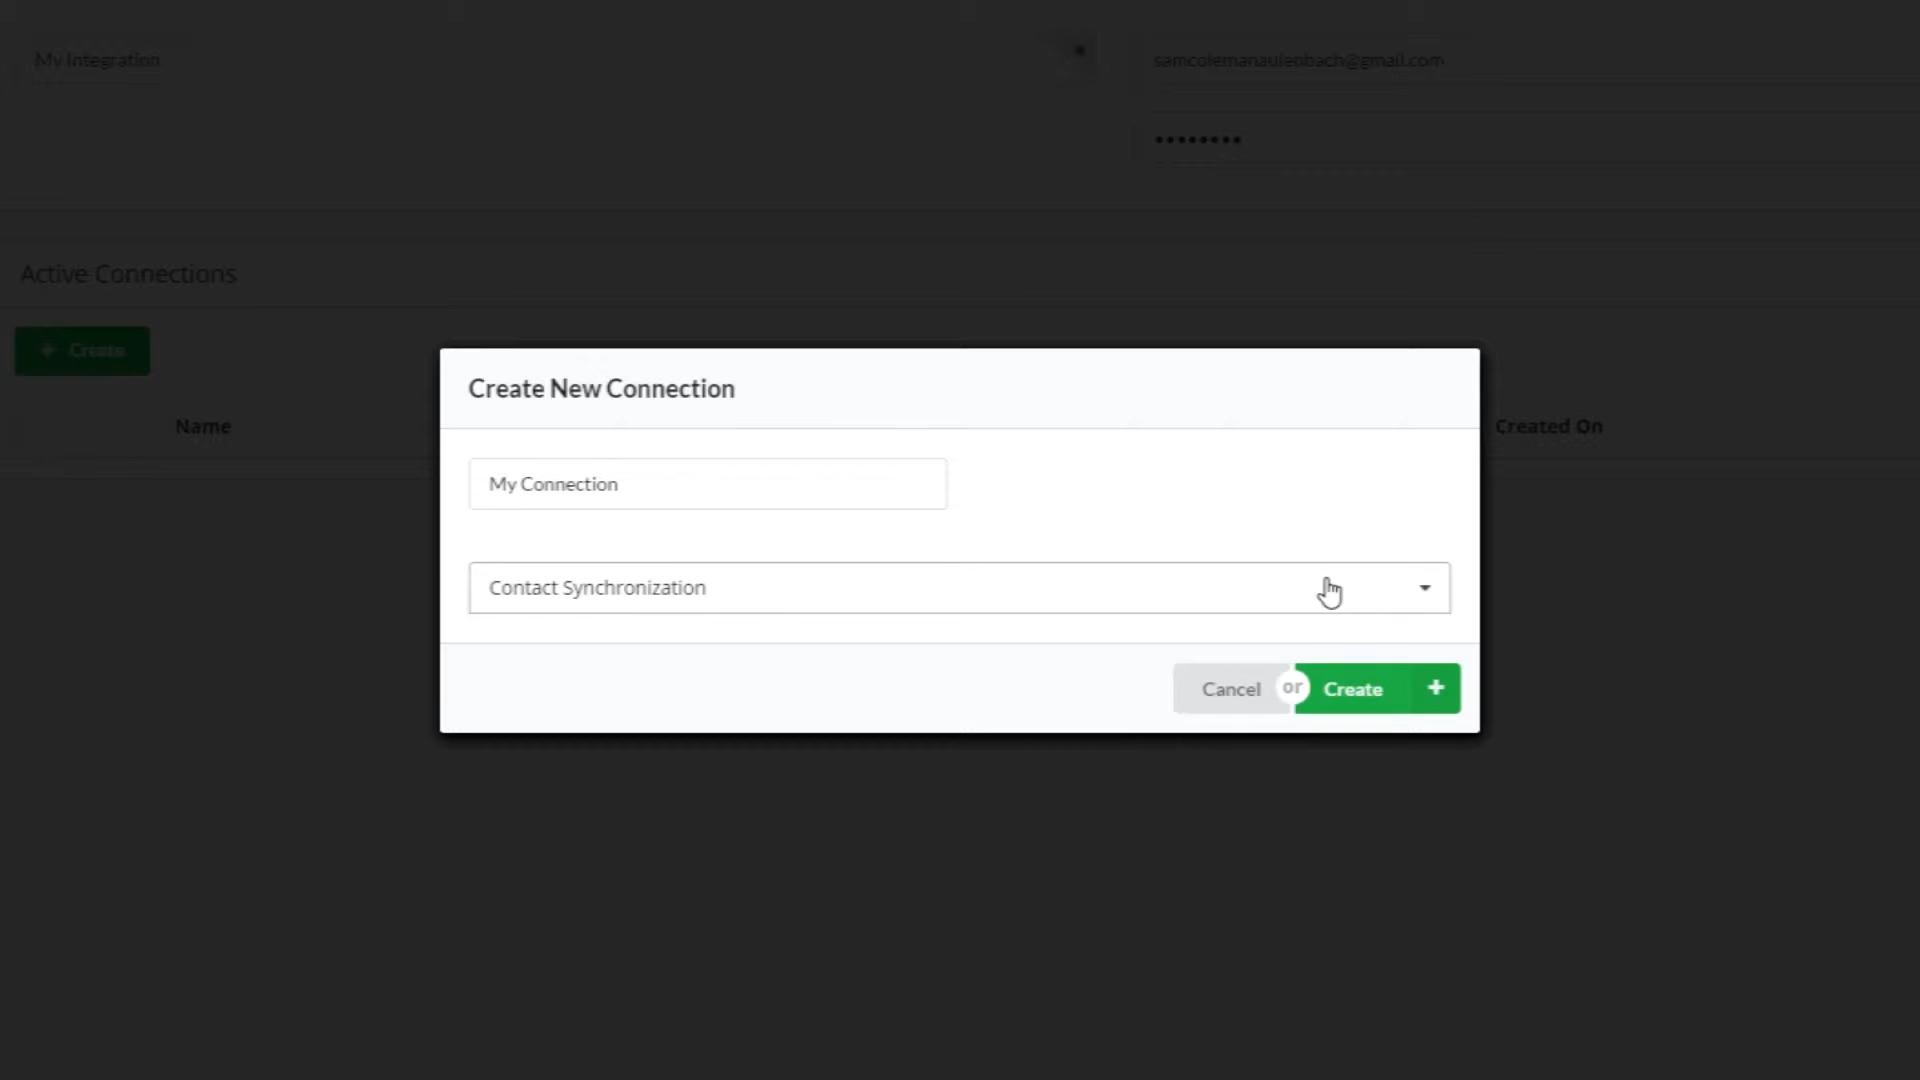 My Integration
samcolemanaulenbach@gmail.com
••••••••
Active Connections
+ Create
Name
Created On
Create New Connection
My Connection
Contact Synchronization
Cancel or Create +